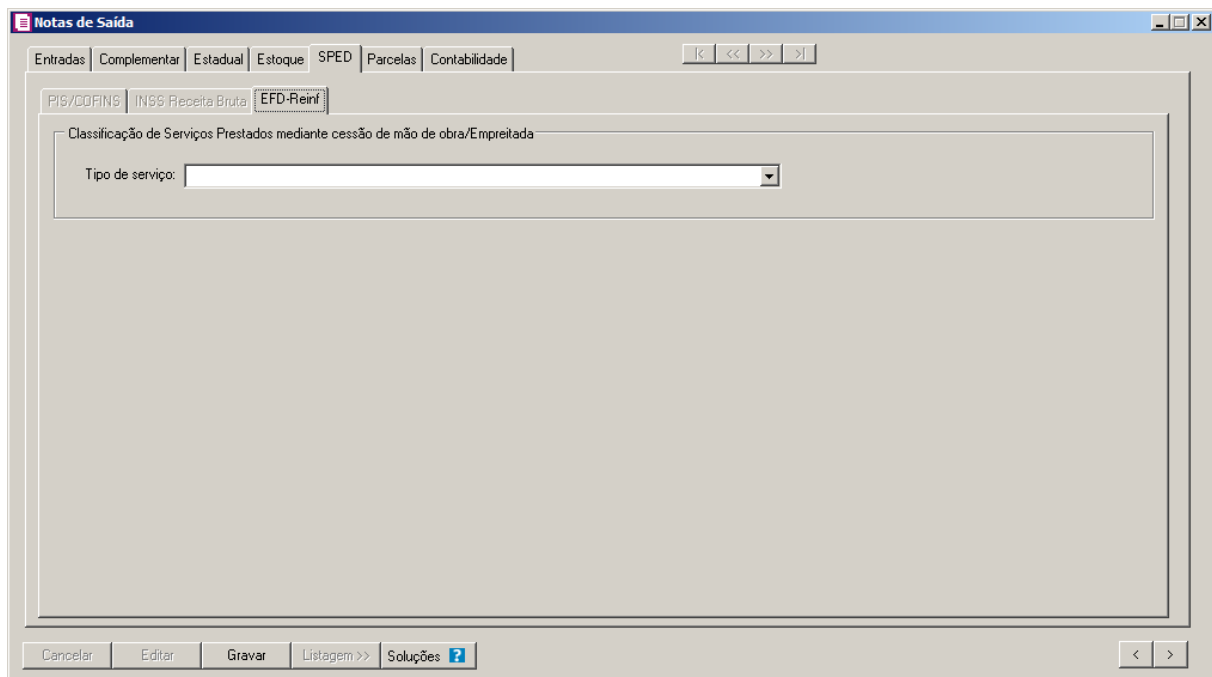 Notas de Saída
Entradas Complementar Estadual Estoque SPED Parcelas Contabilidade |< << >> >|
PIS/COFINS INSS Receita Bruta EFD-Reinf
Classificação de Serviços Prestados mediante cessão de mão de obra/Empreitada
Tipo de serviço:
Cancelar Editar Gravar Listagem >> Soluções ? < >